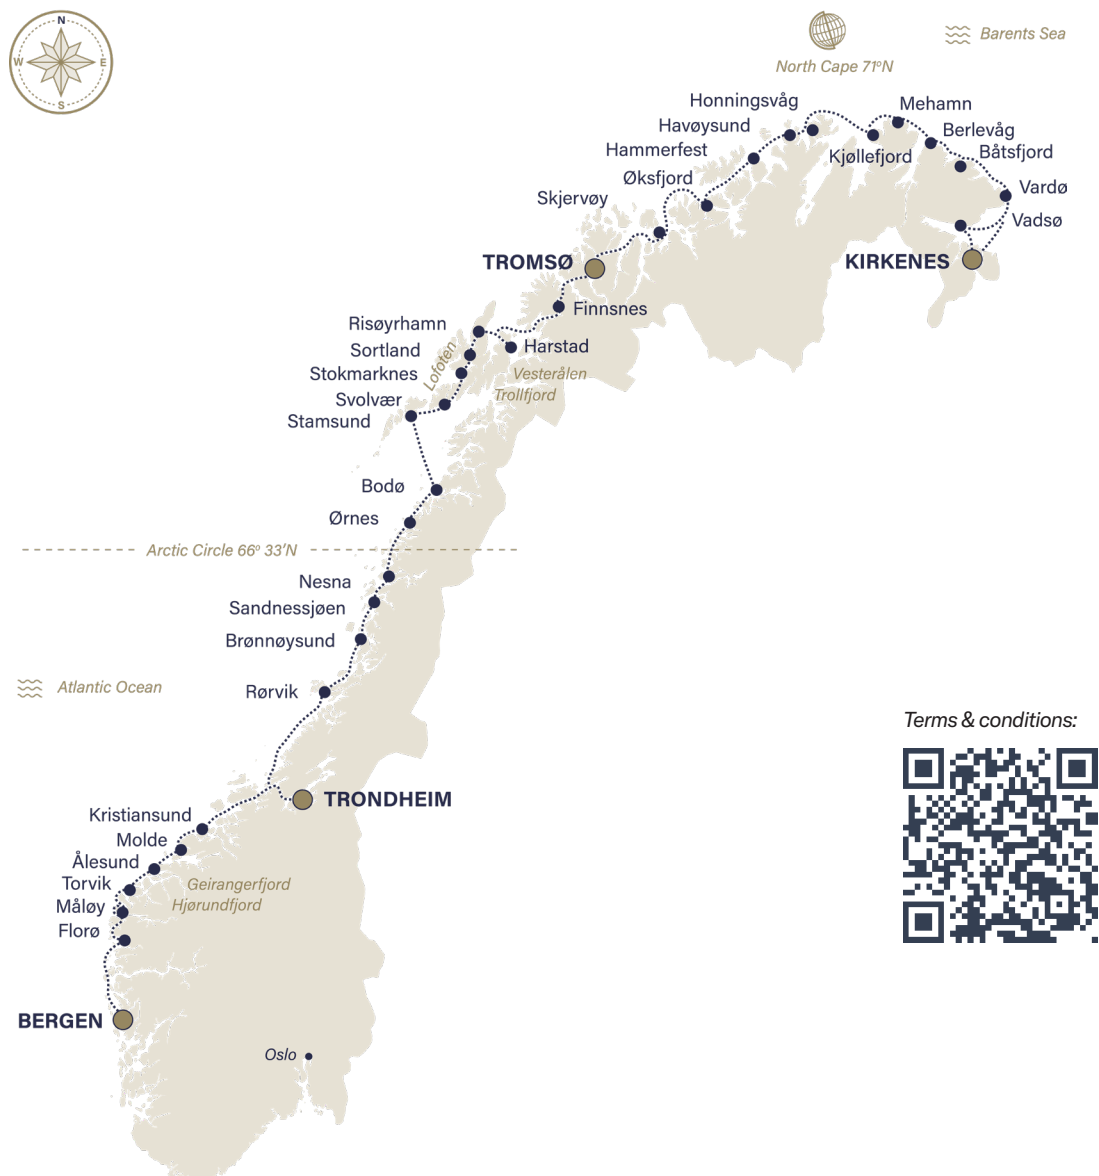 N
W
E
S
Barents Sea
North Cape 71ºN
Honningsvåg
Mehamn
Havøysund
Berlevåg
Hammerfest
Kjøllefjord
Båtsfjord
Øksfjord
Vardø
Skjervøy
Vadsø
TROMSØ
KIRKENES
Finnsnes
Risøyrhamn
Harstad
Sortland
Lofoten
Stokmarknes
Vesterålen
Trollfjord
Svolvær
Stamsund
Bodø
Ørnes
Arctic Circle 66º 33'N
Nesna
Sandnessjøen
Brønnøysund
Atlantic Ocean
Rørvik
Terms & conditions:
TRONDHEIM
Kristiansund
Molde
Ålesund
Torvik
Geirangerfjord
Måløy
Hjørundfjord
Florø
BERGEN
Oslo